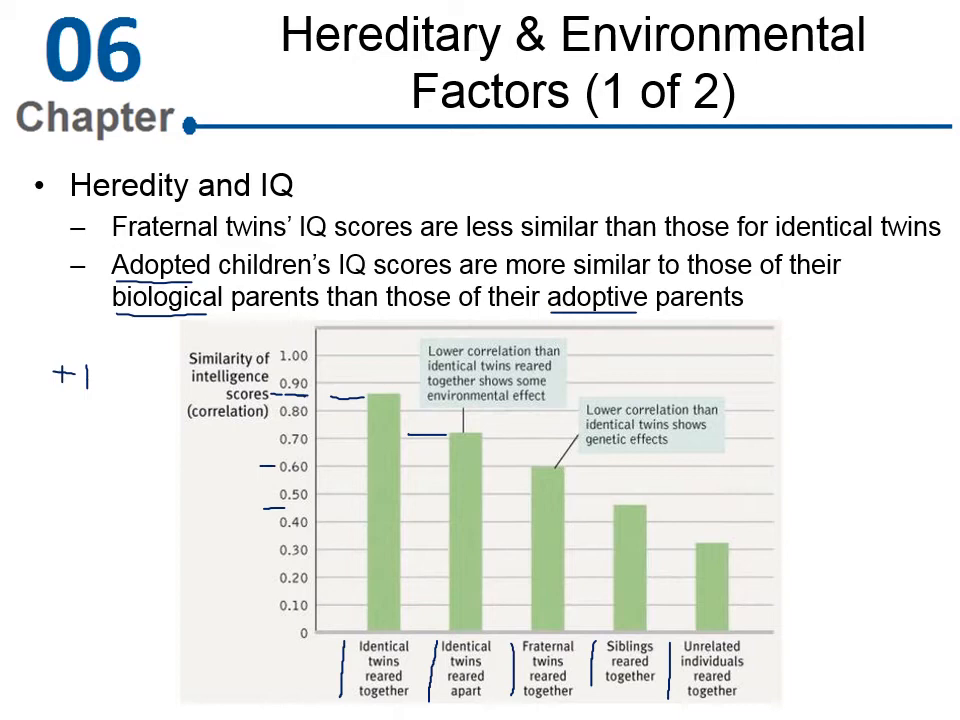 06
Chapter
Hereditary & Environmental
Factors (1 of 2)
• Heredity and IQ
– Fraternal twins’ IQ scores are less similar than those for identical twins
– Adopted children’s IQ scores are more similar to those of their
biological parents than those of their adoptive parents
+1
Similarity of
intelligence
scores
(correlation)
1.00
0.90
0.80
0.70
0.60
0.50
0.40
0.30
0.20
0.10
0
Lower correlation than
identical twins reared
together shows some
environmental effect
Lower correlation than
identical twins shows
genetic effects
Identical
twins
reared
together
Identical
twins
reared
apart
Fraternal
twins
reared
together
Siblings
reared
together
Unrelated
individuals
reared
together